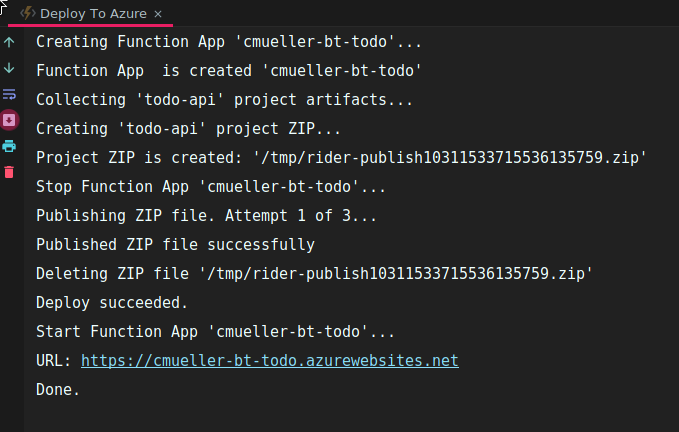 Deploy To Azure ×
Creating Function App 'cmueller-bt-todo'...
Function App  is created 'cmueller-bt-todo'
Collecting 'todo-api' project artifacts...
Creating 'todo-api' project ZIP...
Project ZIP is created: '/tmp/rider-publish10311533715536135759.zip'
Stop Function App 'cmueller-bt-todo'...
Publishing ZIP file. Attempt 1 of 3...
Published ZIP file successfully
Deleting ZIP file '/tmp/rider-publish10311533715536135759.zip'
Deploy succeeded.
Start Function App 'cmueller-bt-todo'...
URL: https://cmueller-bt-todo.azurewebsites.net
Done.